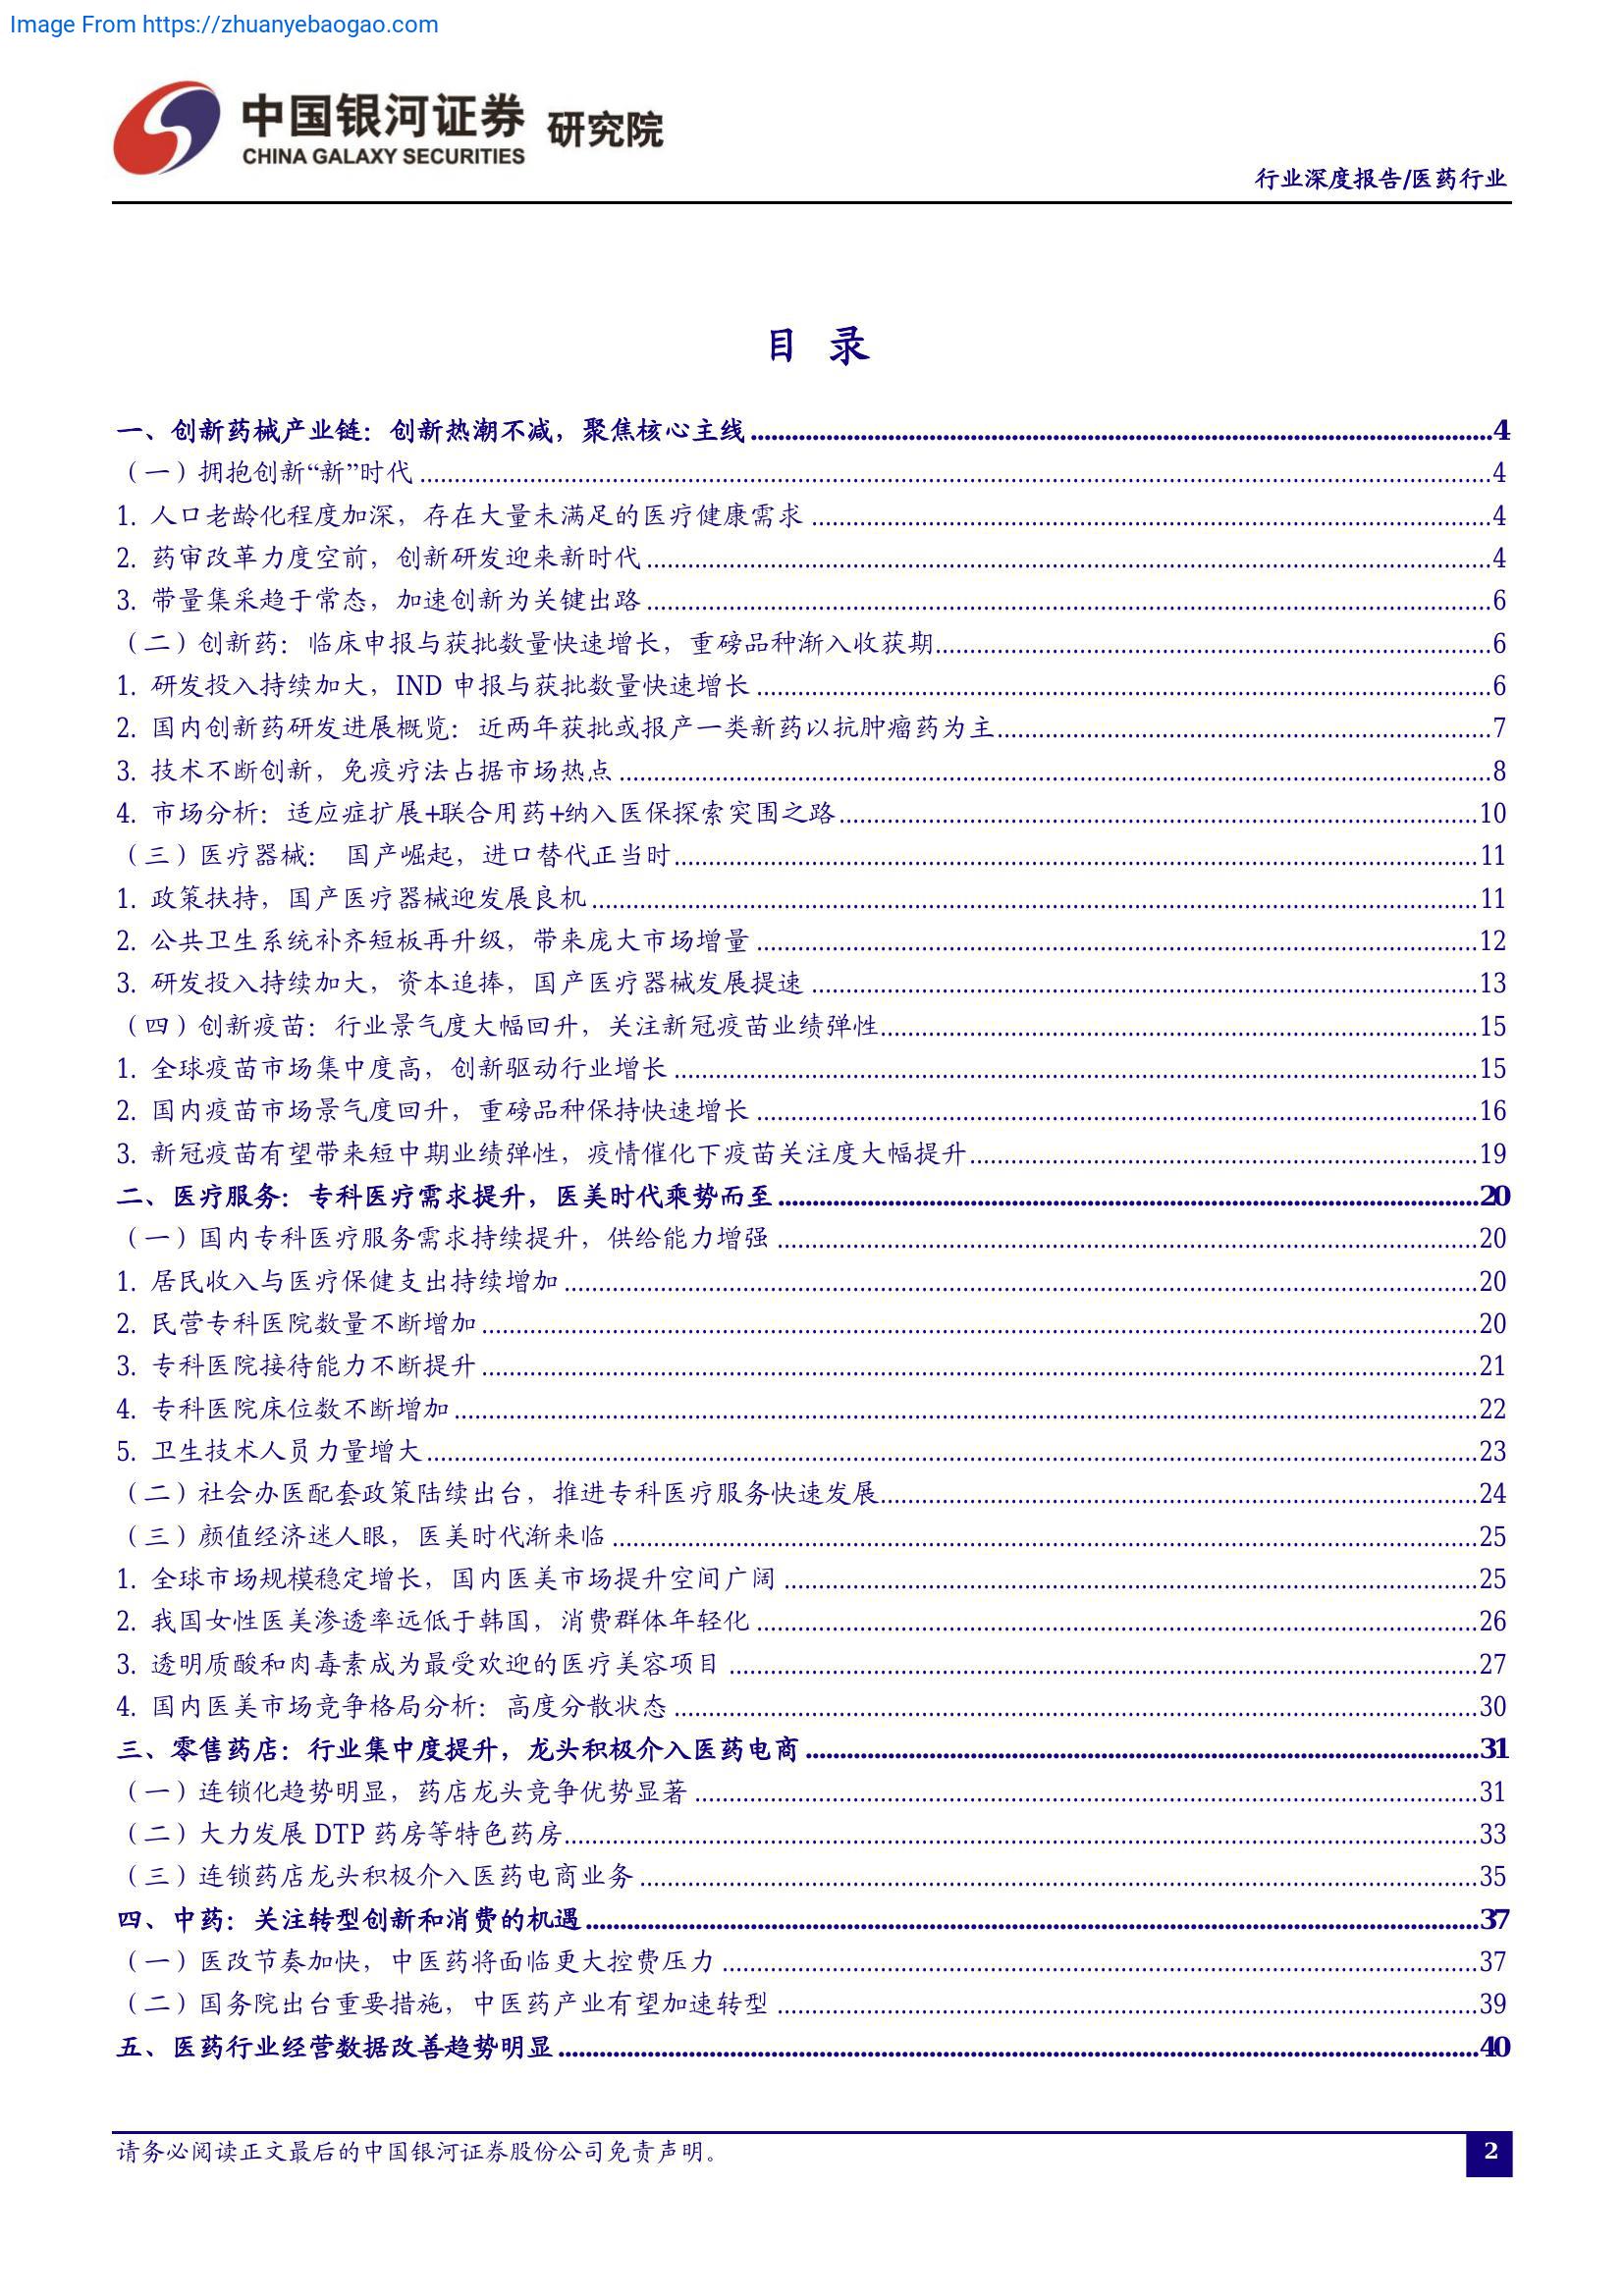 Image From https://zhuanyebaogao.com
中国银河证券 研究院
CHINA GALAXY SECURITIES
行业深度报告/医药行业
目 录
一、创新药械产业链：创新热潮不减，聚焦核心主线........4
（一）拥抱创新“新”时代........4
1. 人口老龄化程度加深，存在大量未满足的医疗健康需求........4
2. 药审改革力度空前，创新研发迎来新时代........4
3. 带量集采趋于常态，加速创新为关键出路........6
（二）创新药：临床申报与获批数量快速增长，重磅品种渐入收获期........6
1. 研发投入持续加大，IND 申报与获批数量快速增长........6
2. 国内创新药研发进展概览：近两年获批或报产一类新药以抗肿瘤药为主........7
3. 技术不断创新，免疫疗法占据市场热点........8
4. 市场分析：适应症扩展+联合用药+纳入医保探索突围之路........10
（三）医疗器械： 国产崛起，进口替代正当时........11
1. 政策扶持，国产医疗器械迎发展良机........11
2. 公共卫生系统补齐短板再升级，带来庞大市场增量........12
3. 研发投入持续加大，资本追捧，国产医疗器械发展提速........13
（四）创新疫苗：行业景气度大幅回升，关注新冠疫苗业绩弹性........15
1. 全球疫苗市场集中度高，创新驱动行业增长........15
2. 国内疫苗市场景气度回升，重磅品种保持快速增长........16
3. 新冠疫苗有望带来短中期业绩弹性，疫情催化下疫苗关注度大幅提升........19
二、医疗服务：专科医疗需求提升，医美时代乘势而至........20
（一）国内专科医疗服务需求持续提升，供给能力增强........20
1. 居民收入与医疗保健支出持续增加........20
2. 民营专科医院数量不断增加........20
3. 专科医院接待能力不断提升........21
4. 专科医院床位数不断增加........22
5. 卫生技术人员力量增大........23
（二）社会办医配套政策陆续出台，推进专科医疗服务快速发展........24
（三）颜值经济迷人眼，医美时代渐来临........25
1. 全球市场规模稳定增长，国内医美市场提升空间广阔........25
2. 我国女性医美渗透率远低于韩国，消费群体年轻化........26
3. 透明质酸和肉毒素成为最受欢迎的医疗美容项目........27
4. 国内医美市场竞争格局分析：高度分散状态........30
三、零售药店：行业集中度提升，龙头积极介入医药电商........31
（一）连锁化趋势明显，药店龙头竞争优势显著........31
（二）大力发展 DTP 药房等特色药房........33
（三）连锁药店龙头积极介入医药电商业务........35
四、中药：关注转型创新和消费的机遇........37
（一）医改节奏加快，中医药将面临更大控费压力........37
（二）国务院出台重要措施，中医药产业有望加速转型........39
五、医药行业经营数据改善趋势明显........40
请务必阅读正文最后的中国银河证券股份公司免责声明。
2